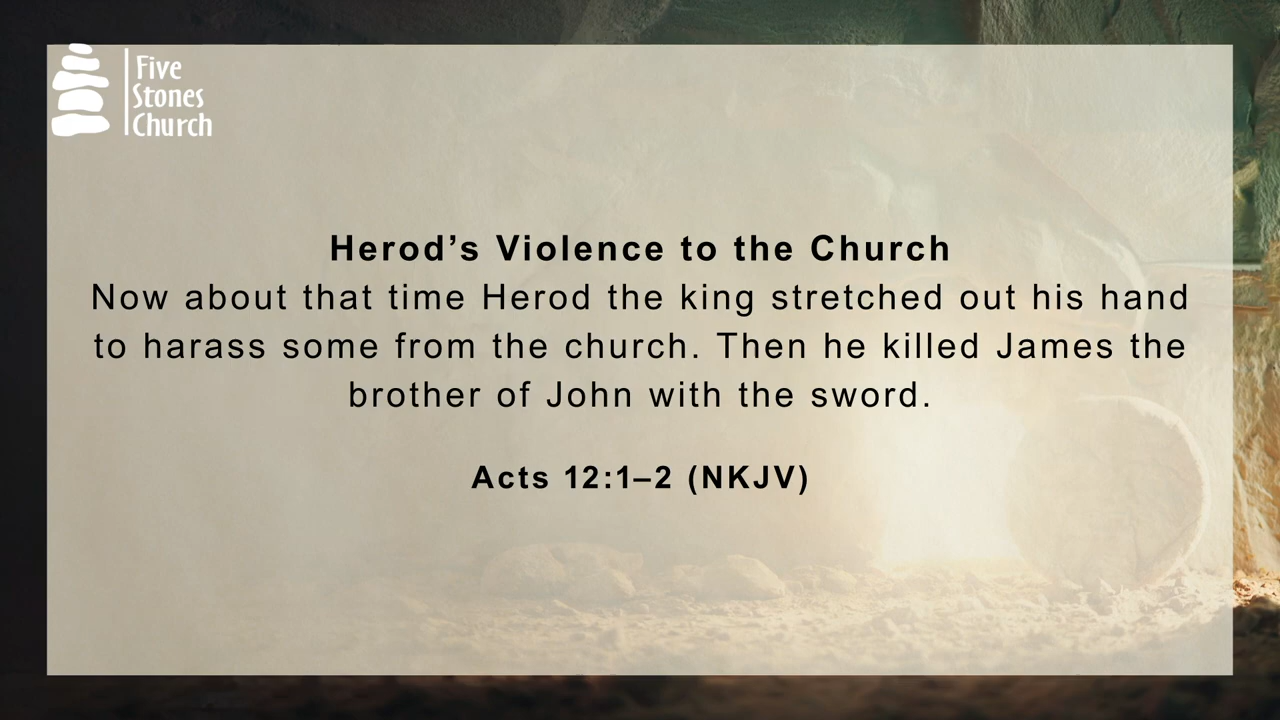 Five
Stones
Church
Herod’s Violence to the Church
Now about that time Herod the king stretched out his hand
to harass some from the church. Then he killed James the
brother of John with the sword.
Acts 12:1–2 (NKJV)